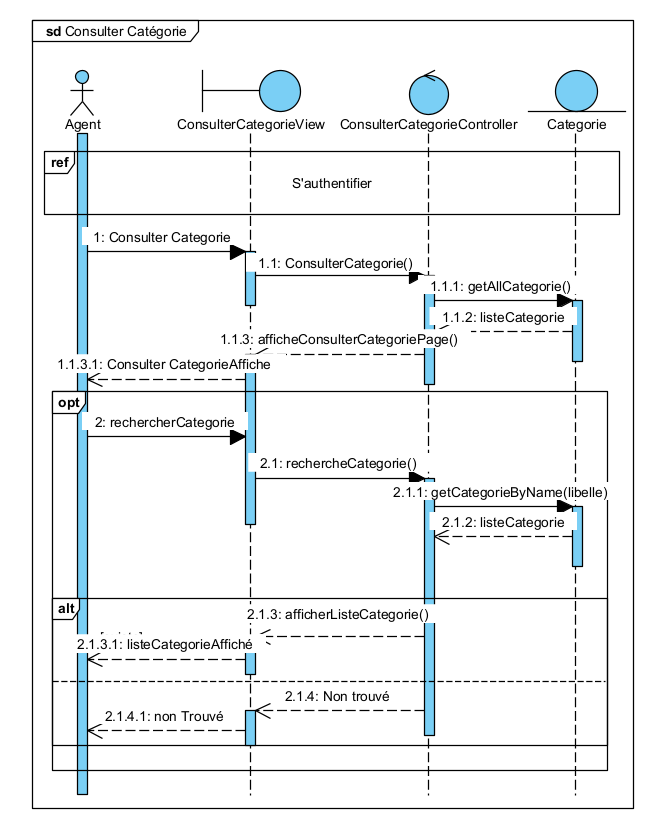 sd Consulter Catégorie
Agent
ConsulterCategorieView
ConsulterCategorieController
Categorie
ref
S'authentifier
1: Consulter Categorie
1.1: ConsulterCategorie()
1.1.1: getAllCategorie()
1.1.2: listeCategorie
1.1.3: afficheConsulterCategoriePage()
1.1.3.1: Consulter CategorieAffiche
opt
2: rechercherCategorie
2.1: rechercheCategorie()
2.1.1: getCategorieByName(libelle)
2.1.2: listeCategorie
alt
2.1.3: afficherListeCategorie()
2.1.3.1: listeCategorieAffiché
2.1.4: Non trouvé
2.1.4.1: non Trouvé